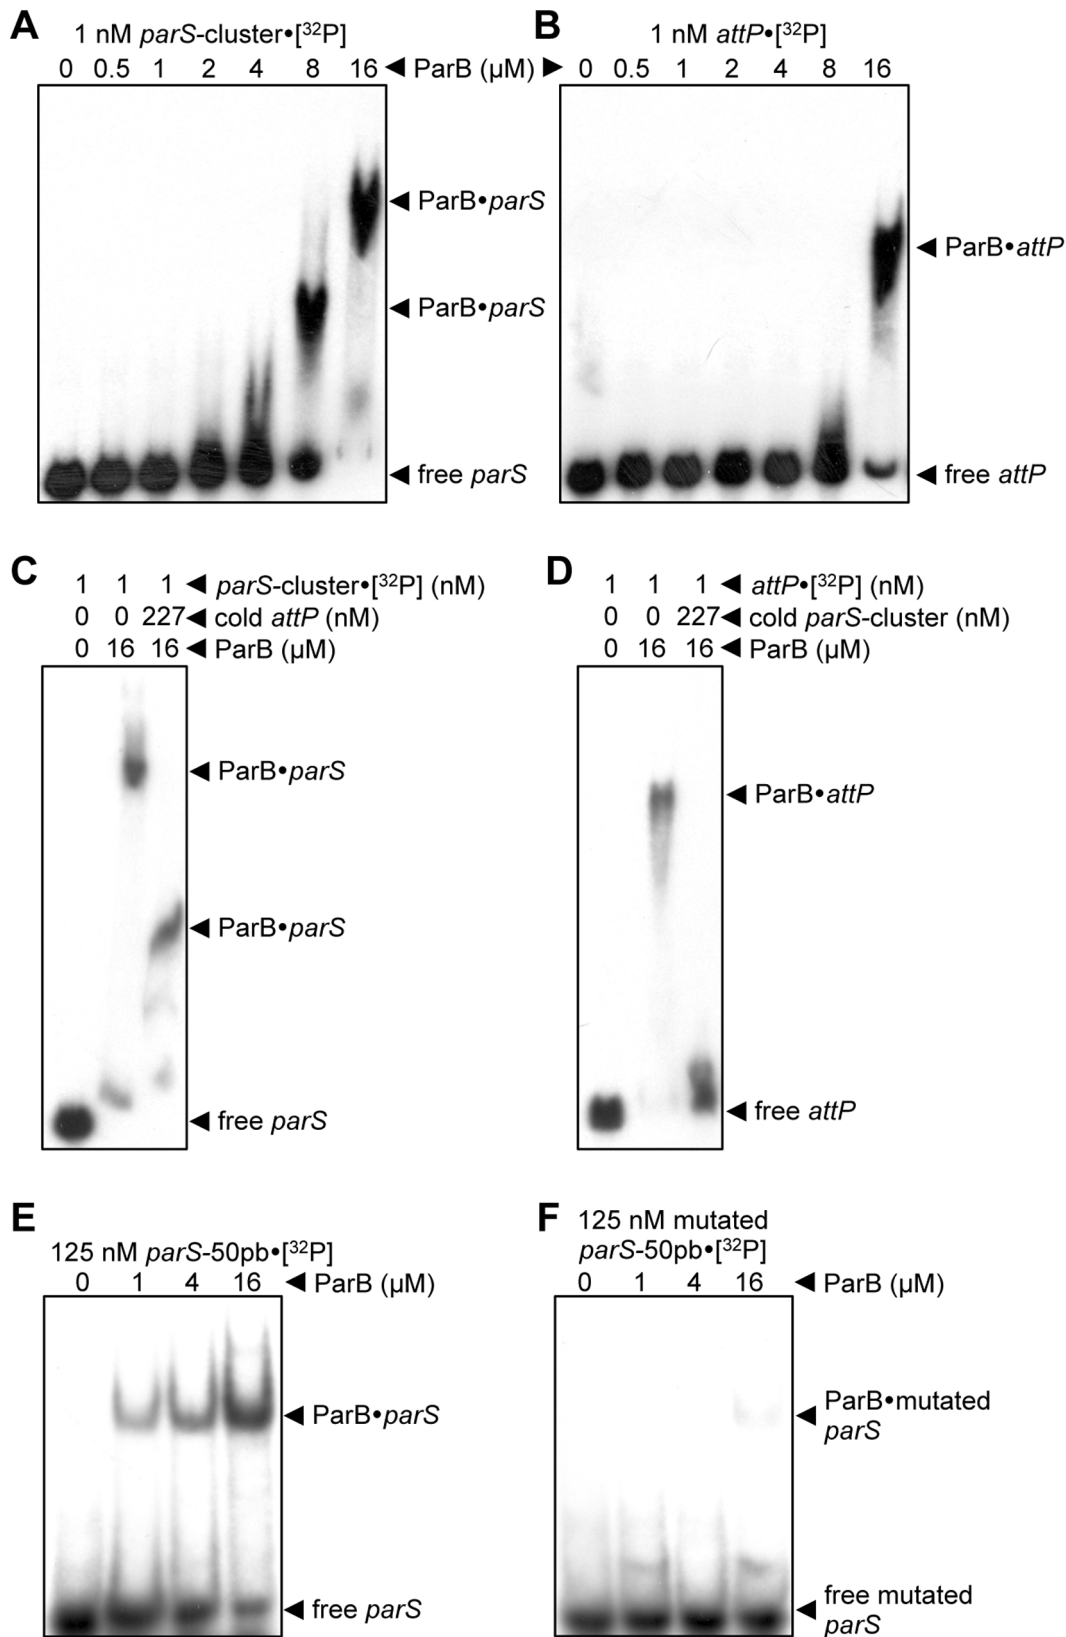 A
1 nM parS-cluster•[³²P]
0 0.5 1 2 4 8 16 ◄ ParB (µM) ►
ParB•parS
ParB•parS
free parS
B
1 nM attP•[³²P]
0 0.5 1 2 4 8 16
ParB•attP
free attP
C
1 1 1 ◄ parS-cluster•[³²P] (nM)
0 0 227 ◄ cold attP (nM)
0 16 16 ◄ ParB (µM)
ParB•parS
ParB•parS
free parS
D
1 1 1 ◄ attP•[³²P] (nM)
0 0 227 ◄ cold parS-cluster (nM)
0 16 16 ◄ ParB (µM)
ParB•attP
free attP
E
125 nM parS-50pb•[³²P]
0 1 4 16 ◄ ParB (µM)
ParB•parS
free parS
F
125 nM mutated
parS-50pb•[³²P]
0 1 4 16 ◄ ParB (µM)
ParB•mutated
parS
free mutated
parS